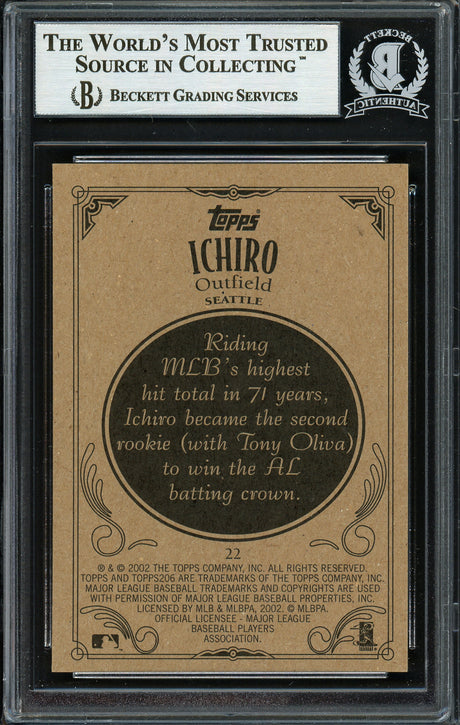 THE WORLD'S MOST TRUSTED
SOURCE IN COLLECTING™
B BECKETT GRADING SERVICES
BECKETT
B
AUTHENTIC
topps
ICHIRO
Outfield
SEATTLE
Riding
MLB's highest
hit total in 71 years,
Ichiro became the second
rookie (with Tony Oliva)
to win the AL
batting crown.
22
® & © 2002 THE TOPPS COMPANY, INC. ALL RIGHTS RESERVED.
TOPPS AND TOPPS206 ARE TRADEMARKS OF THE TOPPS COMPANY, INC.
MAJOR LEAGUE BASEBALL TRADEMARKS AND COPYRIGHTS ARE USED
WITH PERMISSION OF MAJOR LEAGUE BASEBALL PROPERTIES, INC.
LICENSED BY MLB & MLBPA, 2002. © MLBPA.
OFFICIAL LICENSEE - MAJOR LEAGUE
BASEBALL PLAYERS
ASSOCIATION.